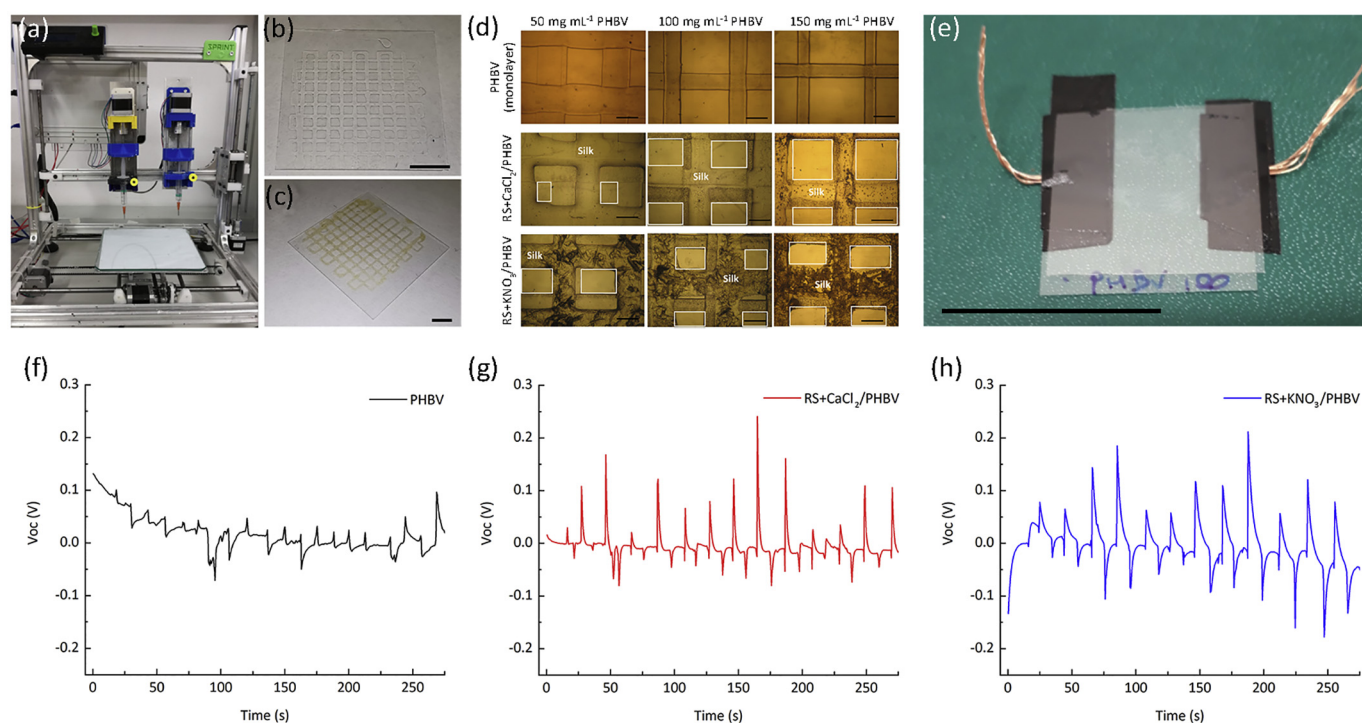 (a)
IPRINT
(b)
(c)
(d)
50 mg mL⁻¹ PHBV
100 mg mL⁻¹ PHBV
150 mg mL⁻¹ PHBV
PHBV
(monolayer)
RS+CaCl₂/PHBV
Silk
Silk
Silk
RS+KNO₃/PHBV
Silk
Silk
Silk
(e)
PHBV 100
(f)
0.3
0.2
0.1
0.0
-0.1
-0.2
Voc (V)
PHBV
0
50
100
150
200
250
Time (s)
(g)
0.3
0.2
0.1
0.0
-0.1
-0.2
Voc (V)
RS+CaCl₂/PHBV
0
50
100
150
200
250
Time (s)
(h)
0.3
0.2
0.1
0.0
-0.1
-0.2
Voc (V)
RS+KNO₃/PHBV
0
50
100
150
200
250
Time (s)